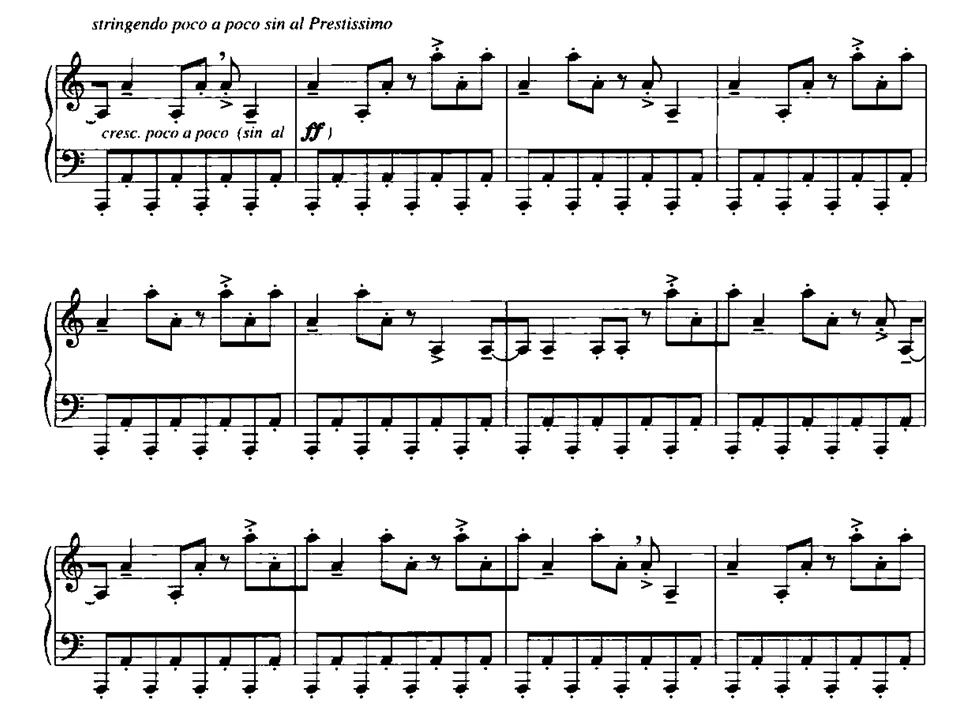 stringendo poco a poco sin al Prestissimo
cresc. poco a poco (sin al ff)